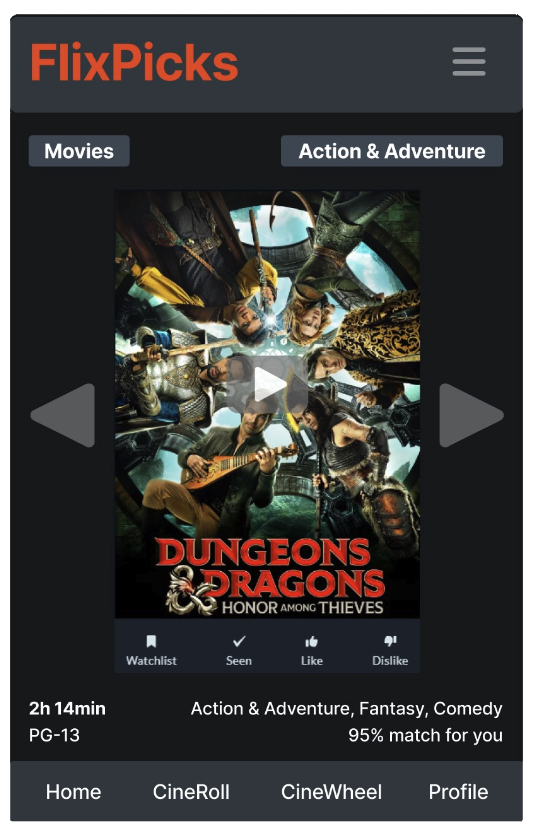 FlixPicks
Movies
Action & Adventure
DUNGEONS
& DRAGONS
HONOR AMONG THIEVES
Watchlist Seen Like Dislike
2h 14min Action & Adventure, Fantasy, Comedy
PG-13 95% match for you
Home CineRoll CineWheel Profile